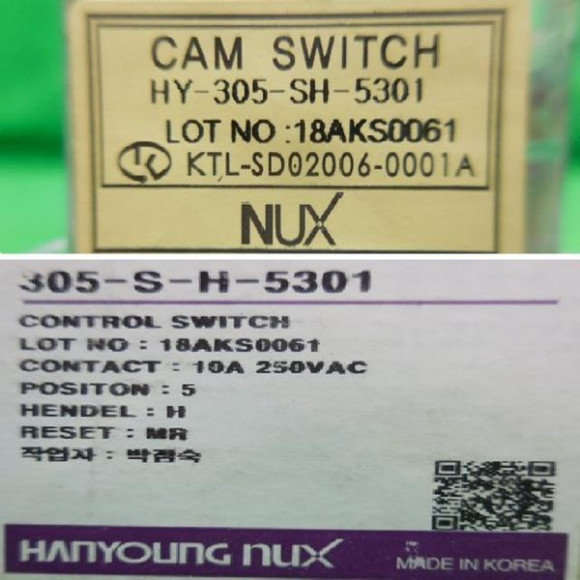 CAM SWITCH
HY-305-SH-5301
LOT NO :18AKS0061
KTL-SD02006-0001A
NUX
305-S-H-5301
CONTROL SWITCH
LOT NO : 18AKS0061
CONTACT : 10A 250VAC
POSITON : 5
HENDEL : H
RESET : MR
작업자 : 박점숙
HANYOUNG nux
MADE IN KOREA